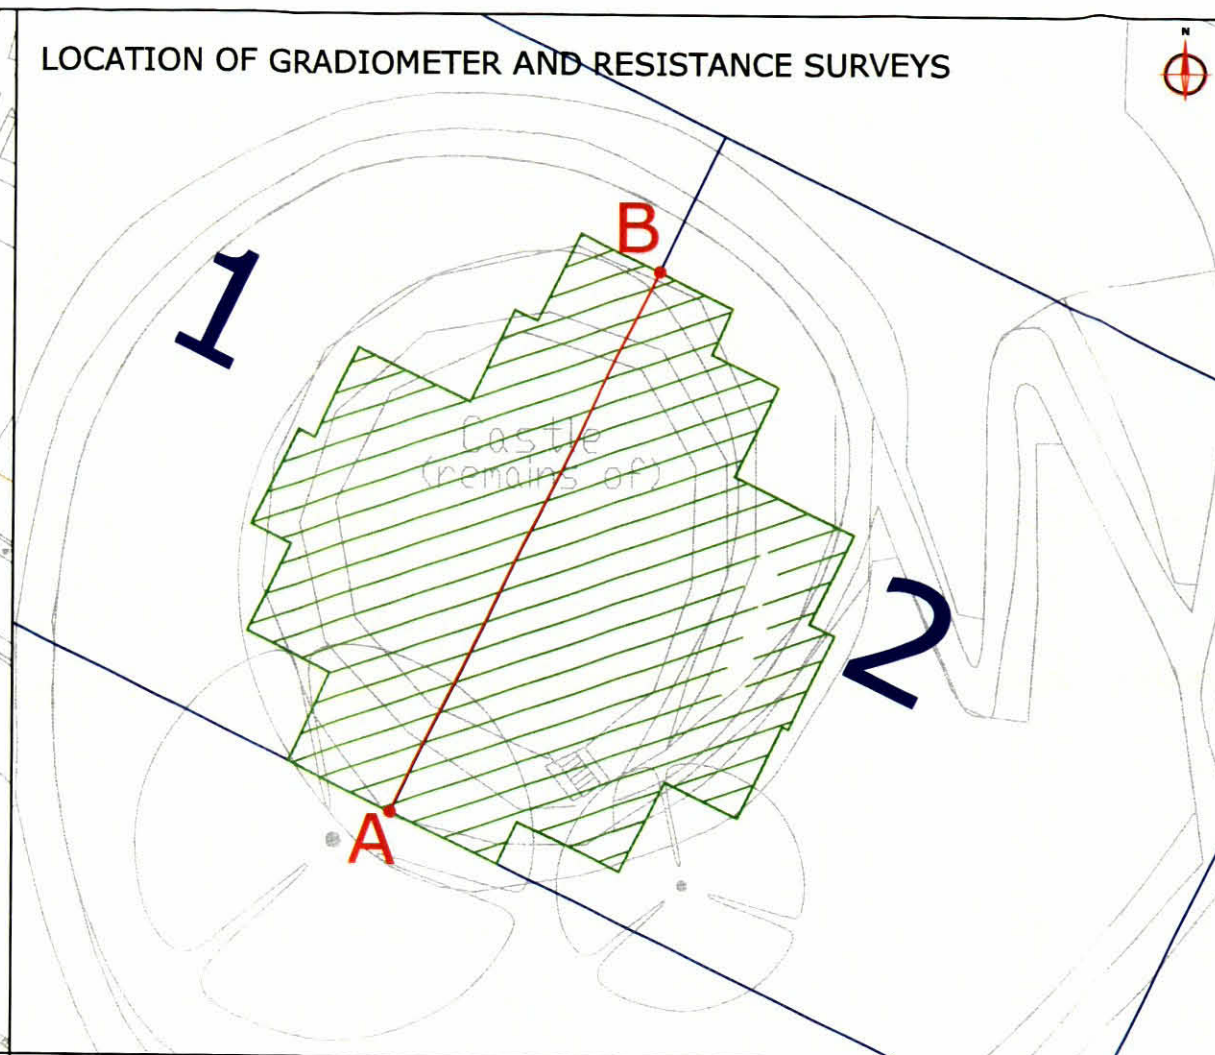 LOCATION OF GRADIOMETER AND RESISTANCE SURVEYS
N
B
1
Castle
(remains of)
2
A